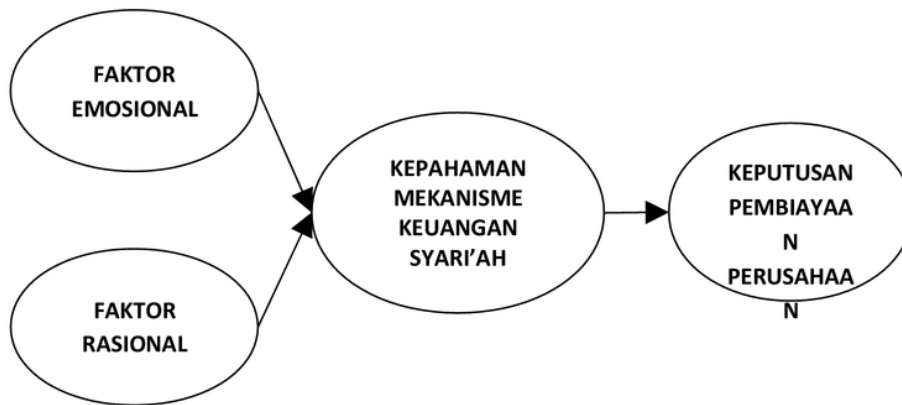 FAKTOR
EMOSIONAL
KEPAHAMAN
MEKANISME
KEUANGAN
SYARI’AH
KEPUTUSAN
PEMBIAYAA
N
PERUSAHAA
N
FAKTOR
RASIONAL